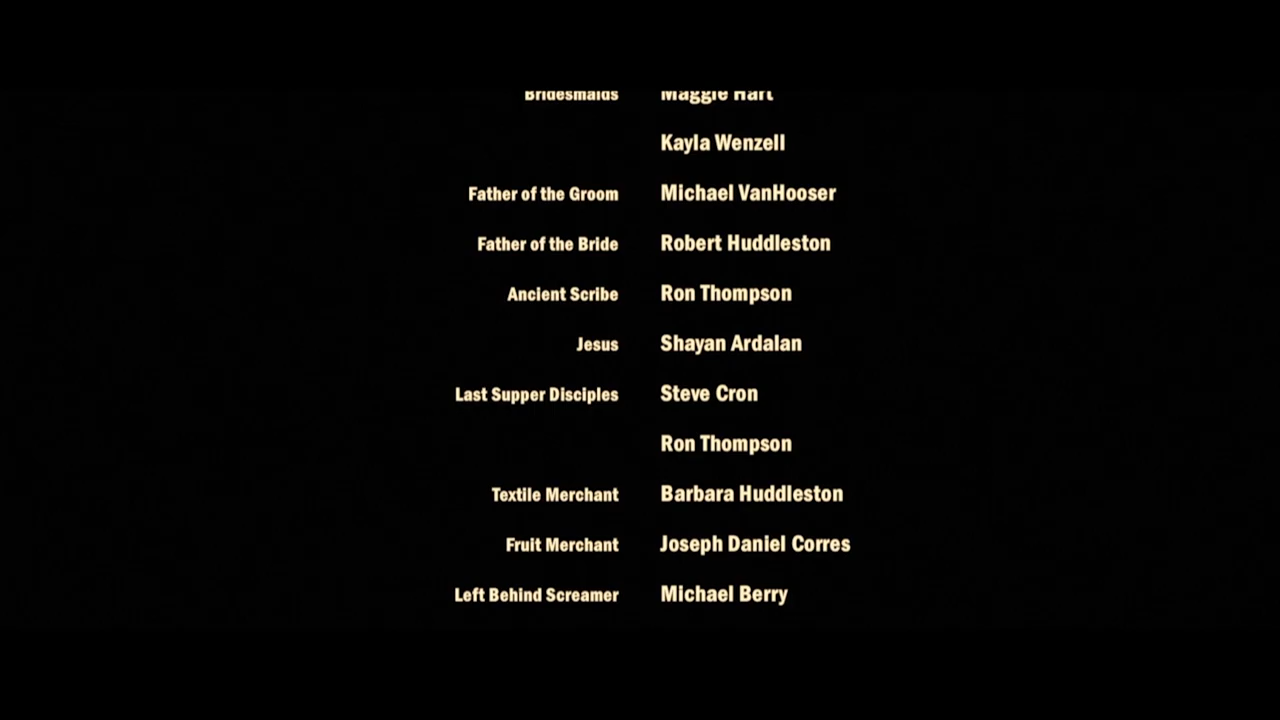 Bridesmaids Maggie Hart
Kayla Wenzell
Father of the Groom Michael VanHooser
Father of the Bride Robert Huddleston
Ancient Scribe Ron Thompson
Jesus Shayan Ardalan
Last Supper Disciples Steve Cron
Ron Thompson
Textile Merchant Barbara Huddleston
Fruit Merchant Joseph Daniel Corres
Left Behind Screamer Michael Berry